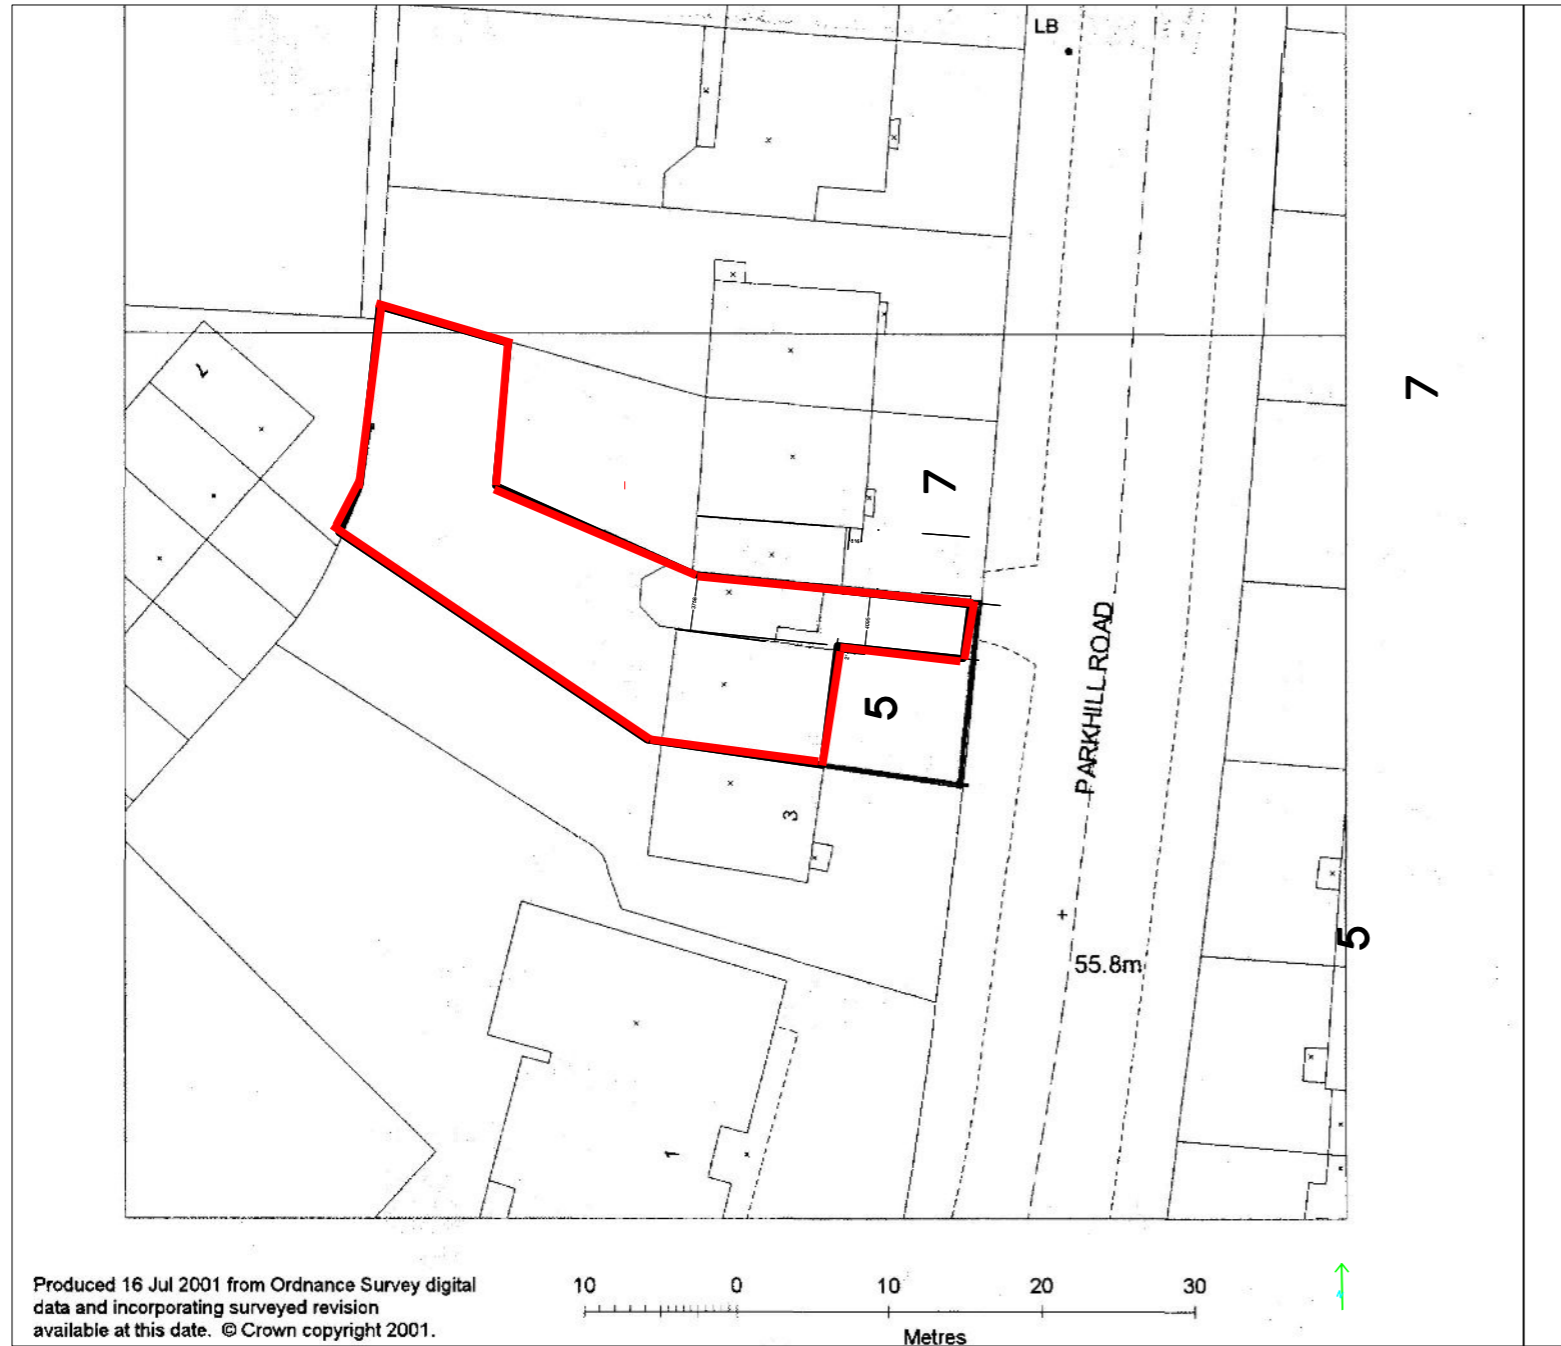 LB
7
7
7
5
PARKHILL ROAD
3
5
55.8m
1
Produced 16 Jul 2001 from Ordnance Survey digital
data and incorporating surveyed revision
available at this date. © Crown copyright 2001.
10 0 10 20 30
Metres